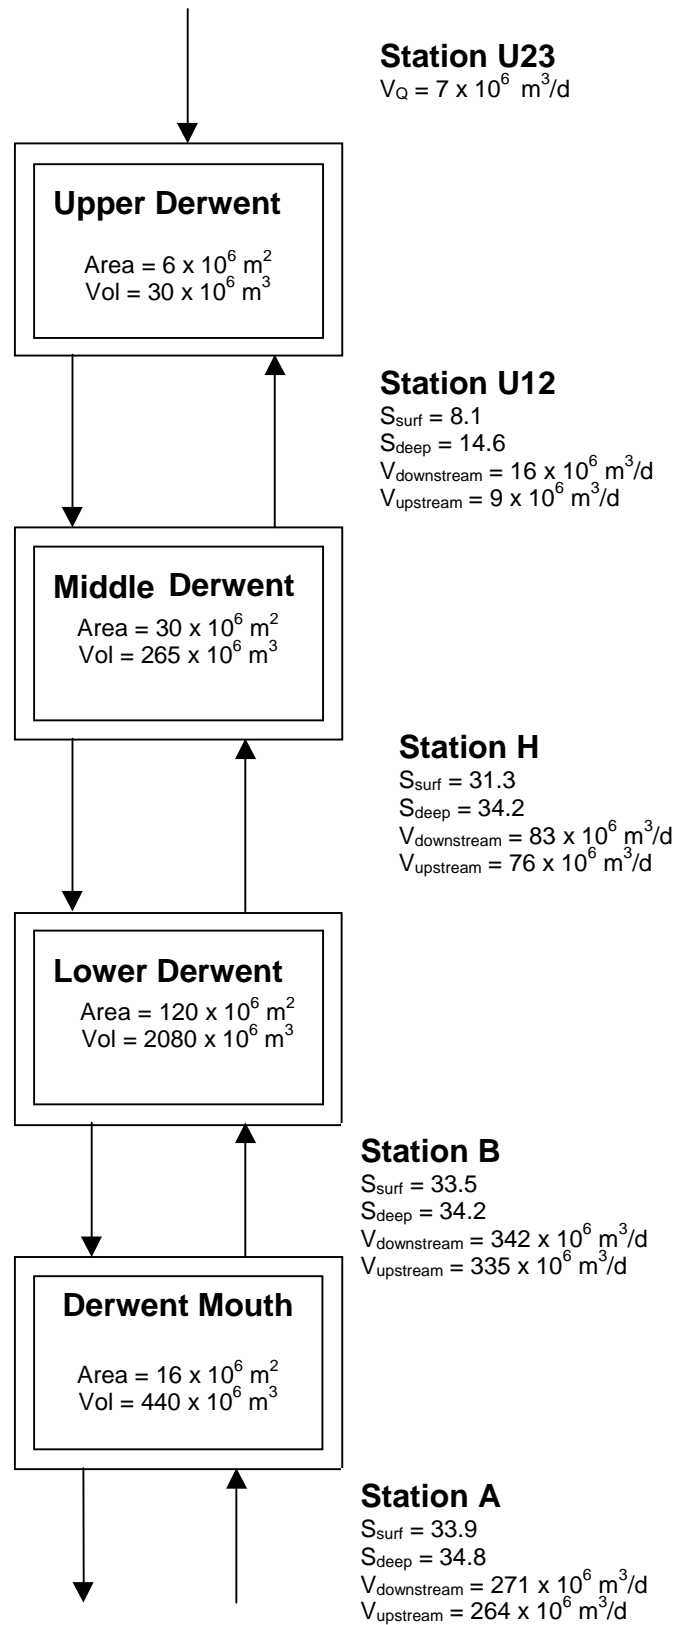 Station U23
V_Q = 7 x 10^6 m^3/d
Upper Derwent
Area = 6 x 10^6 m^2
Vol = 30 x 10^6 m^3
Station U12
S_surf = 8.1
S_deep = 14.6
V_downstream = 16 x 10^6 m^3/d
V_upstream = 9 x 10^6 m^3/d
Middle Derwent
Area = 30 x 10^6 m^2
Vol = 265 x 10^6 m^3
Station H
S_surf = 31.3
S_deep = 34.2
V_downstream = 83 x 10^6 m^3/d
V_upstream = 76 x 10^6 m^3/d
Lower Derwent
Area = 120 x 10^6 m^2
Vol = 2080 x 10^6 m^3
Station B
S_surf = 33.5
S_deep = 34.2
V_downstream = 342 x 10^6 m^3/d
V_upstream = 335 x 10^6 m^3/d
Derwent Mouth
Area = 16 x 10^6 m^2
Vol = 440 x 10^6 m^3
Station A
S_surf = 33.9
S_deep = 34.8
V_downstream = 271 x 10^6 m^3/d
V_upstream = 264 x 10^6 m^3/d